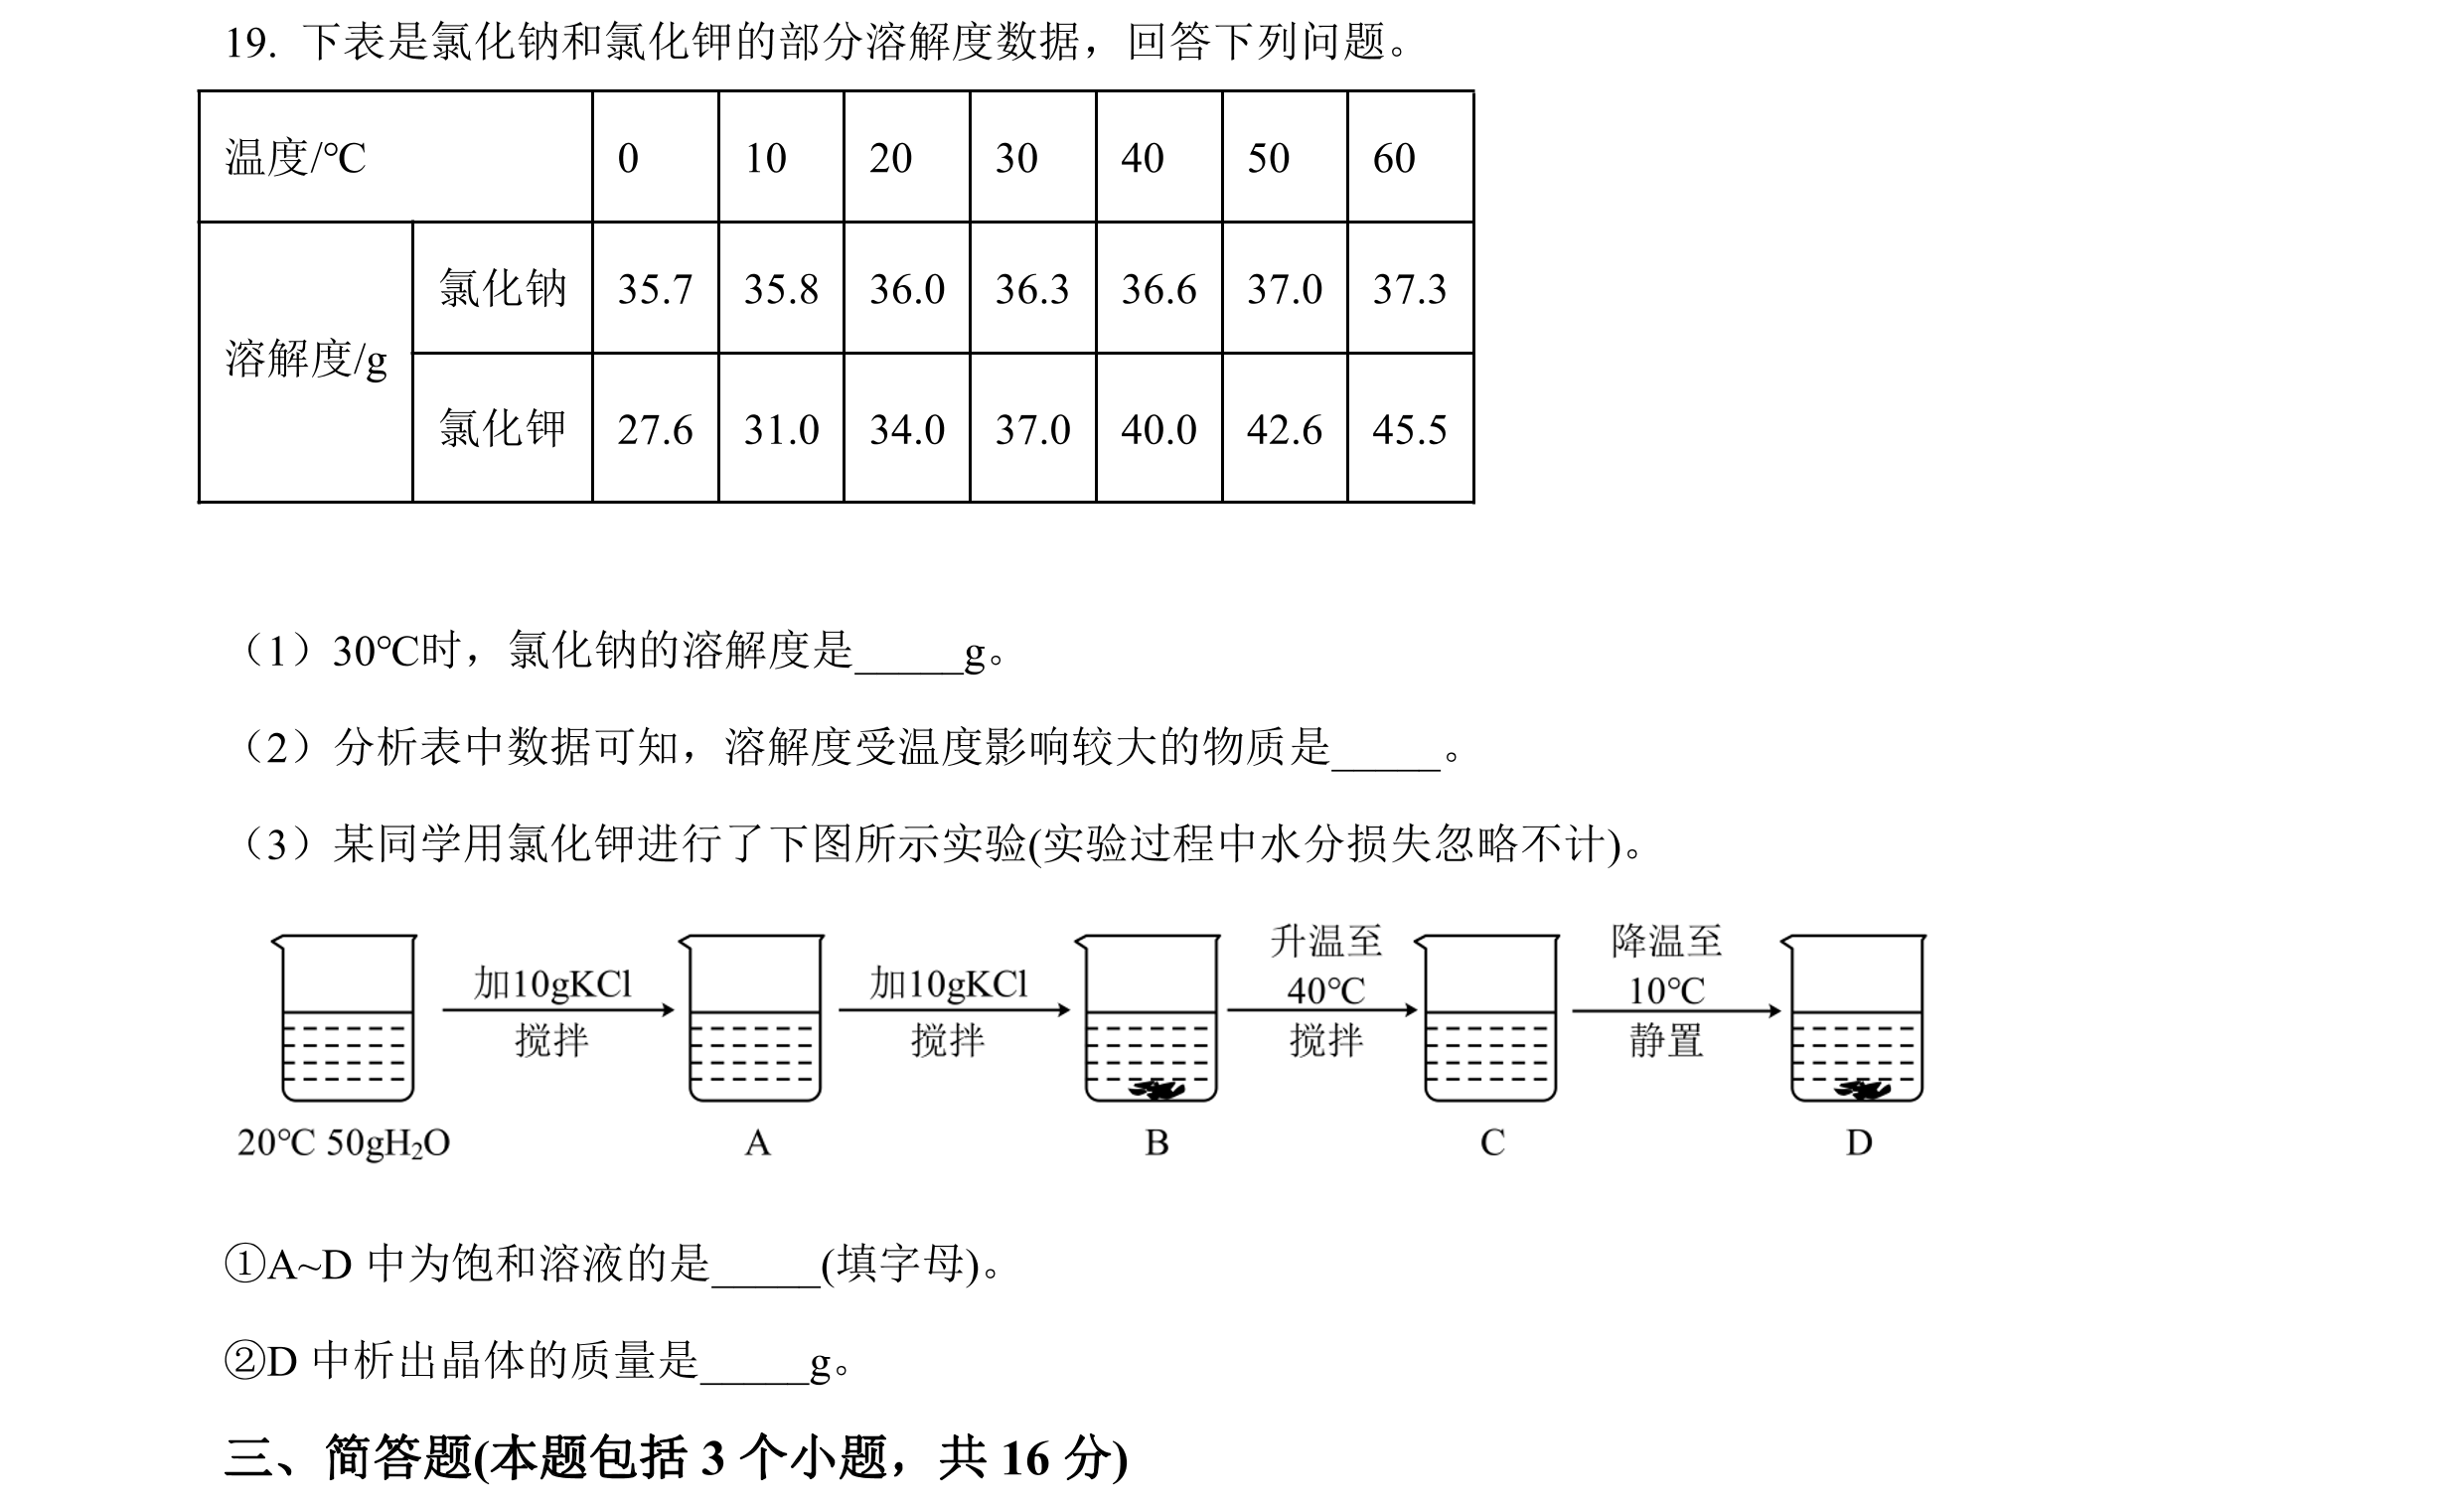 19. 下表是氯化钠和氯化钾的部分溶解度数据，回答下列问题。
温度/℃ 0 10 20 30 40 50 60
溶解度/g
氯化钠 35.7 35.8 36.0 36.3 36.6 37.0 37.3
氯化钾 27.6 31.0 34.0 37.0 40.0 42.6 45.5
（1）30℃时，氯化钠的溶解度是_____g。
（2）分析表中数据可知，溶解度受温度影响较大的物质是_____。
（3）某同学用氯化钾进行了下图所示实验(实验过程中水分损失忽略不计)。
加10gKCl
搅拌
加10gKCl
搅拌
升温至
40℃
搅拌
降温至
10℃
静置
20℃ 50gH₂O
A
B
C
D
①A~D 中为饱和溶液的是_____(填字母)。
②D 中析出晶体的质量是_____g。
三、简答题(本题包括 3 个小题，共 16 分)